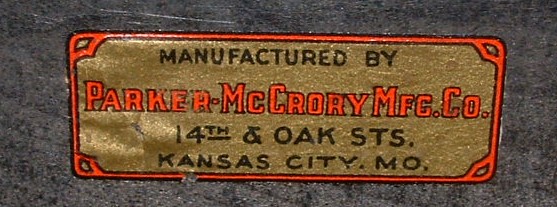 MANUFACTURED BY
PARKER-MCCRORY MFG. CO.
14TH & OAK STS.
KANSAS CITY. MO.